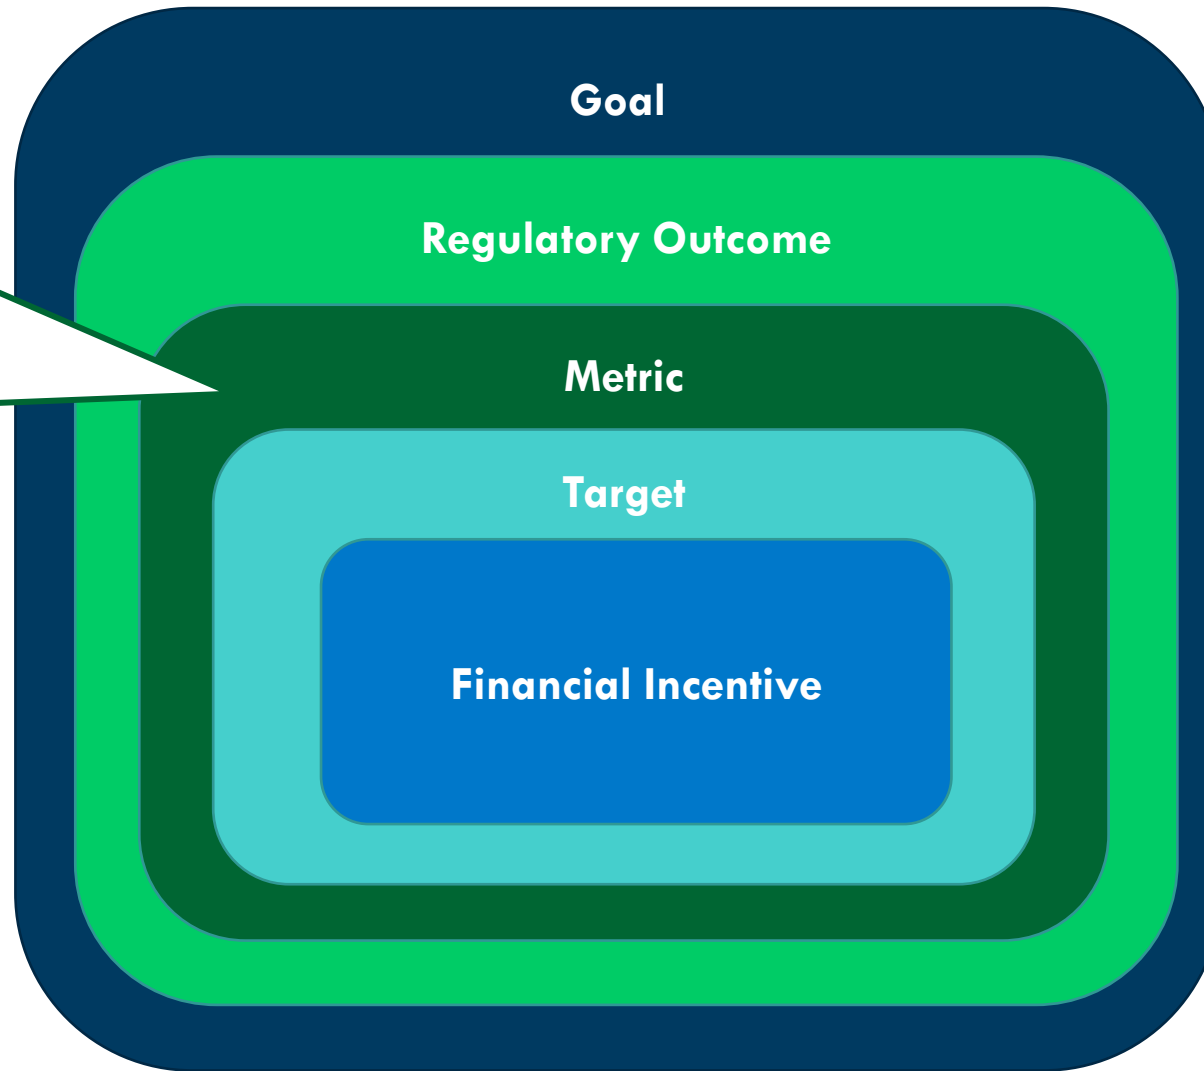 Goal
Regulatory Outcome
Metric
Target
Financial Incentive